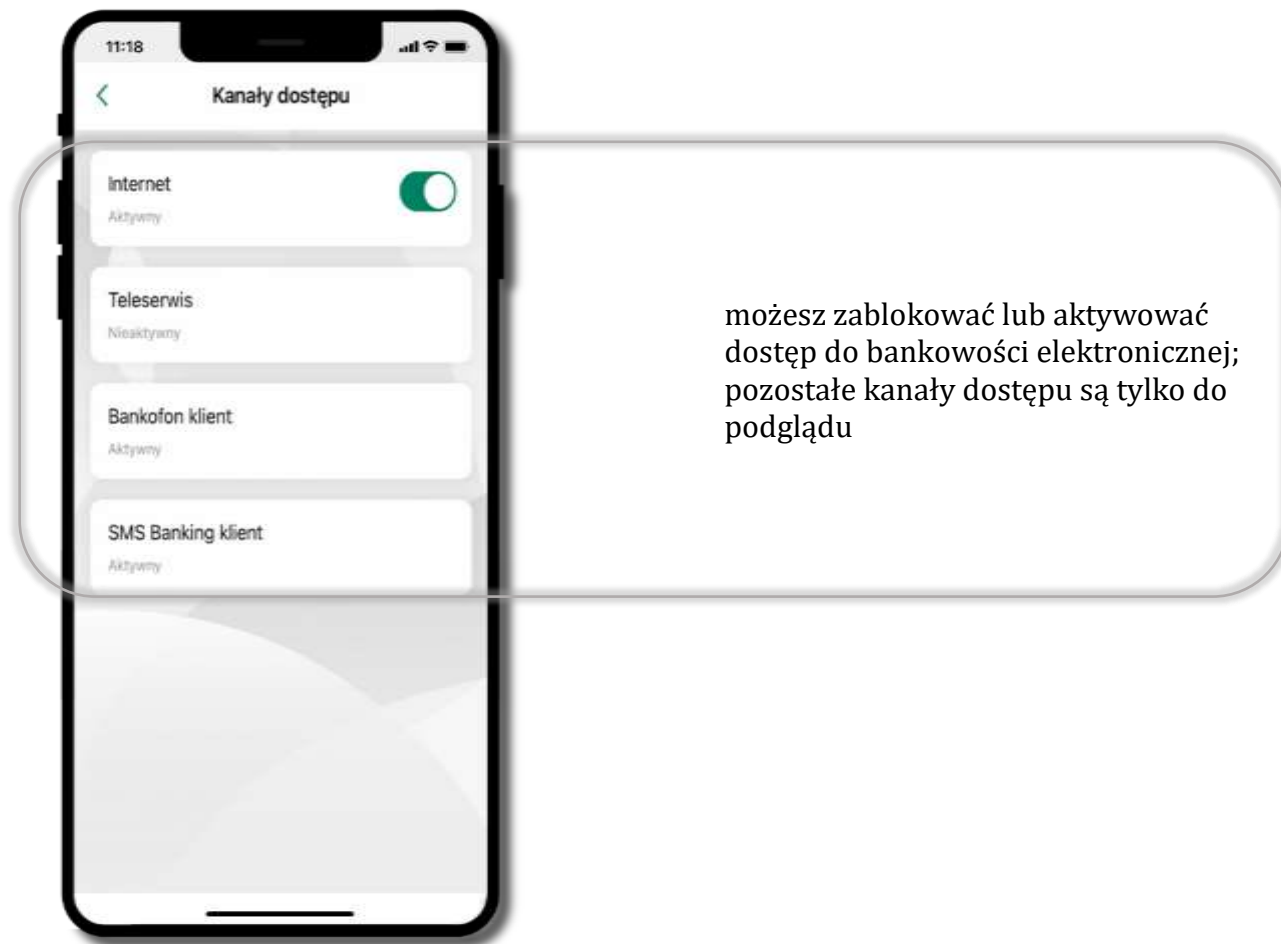 11:18
Kanały dostępu
Internet
Aktywny
Teleserwis
Nieaktywny
Bankofon klient
Aktywny
SMS Banking klient
Aktywny
możesz zablokować lub aktywować
dostęp do bankowości elektronicznej;
pozostałe kanały dostępu są tylko do
podglądu